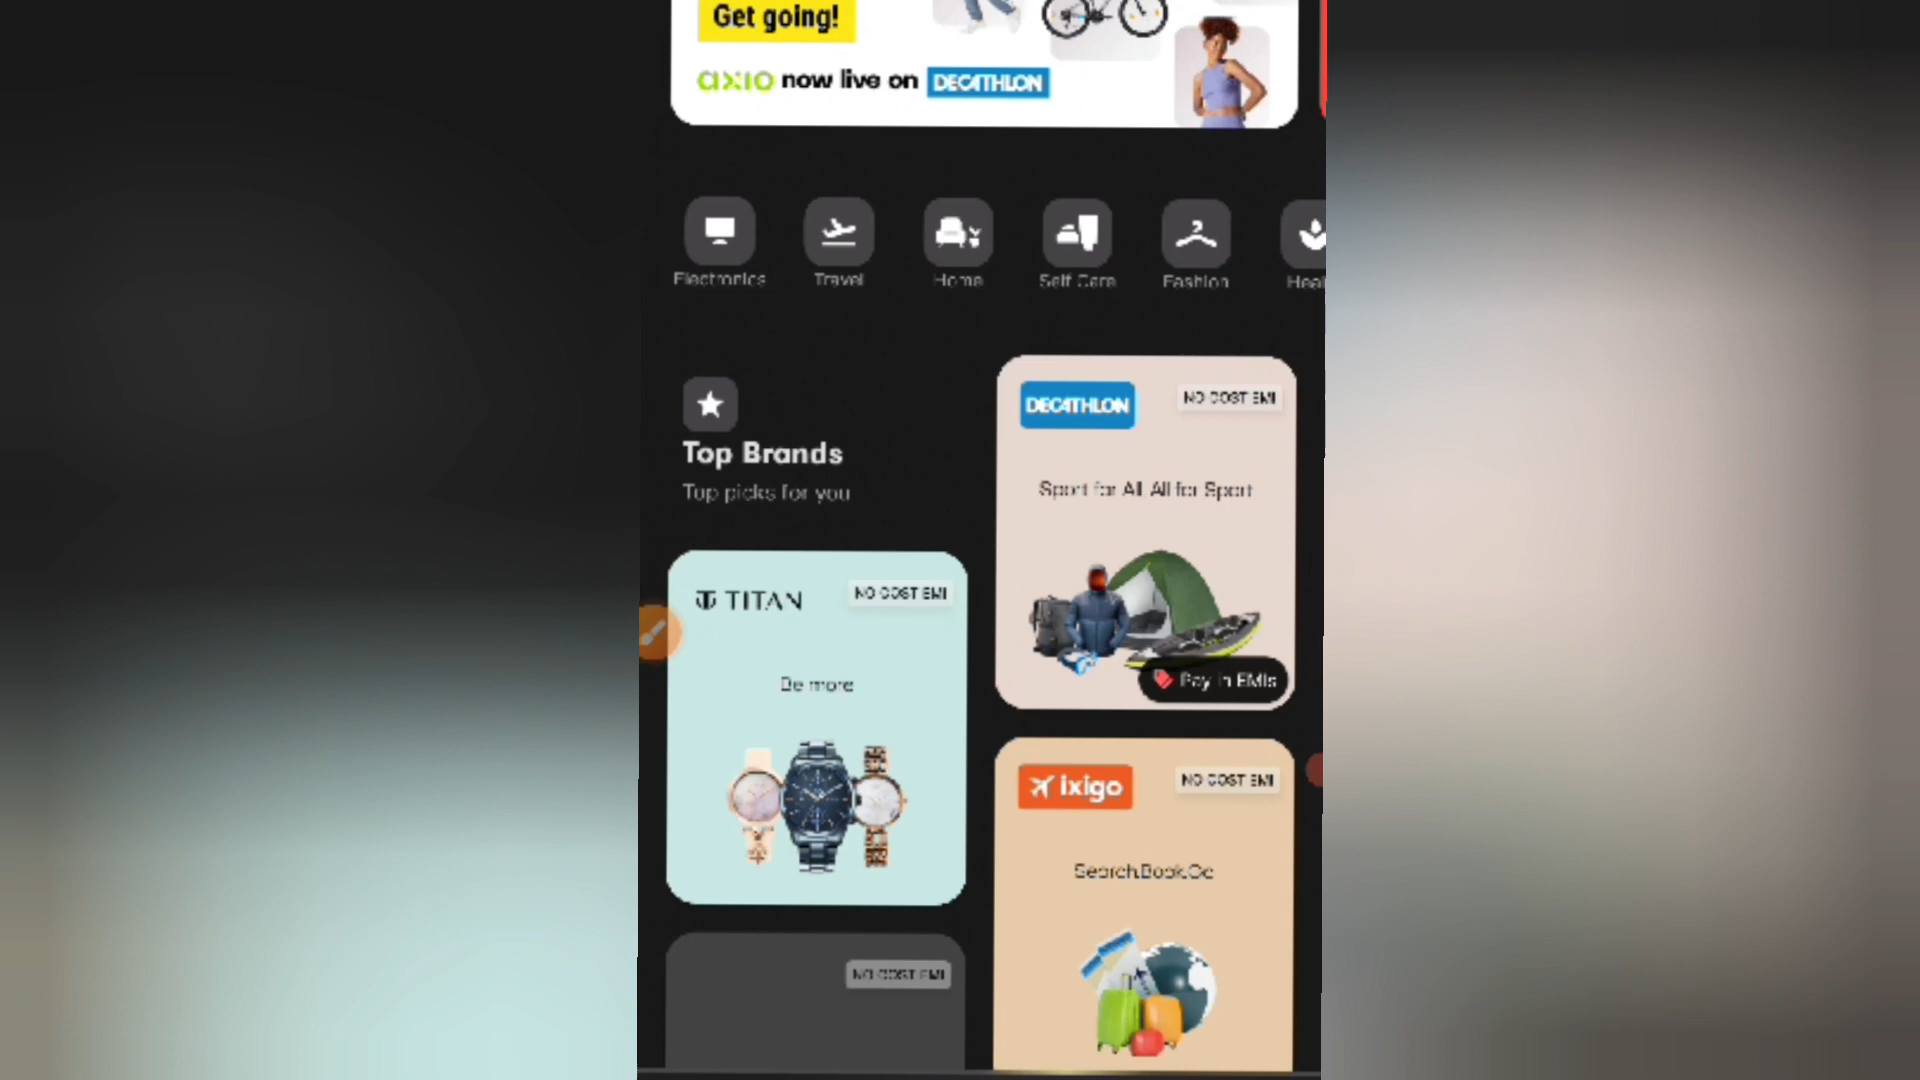 Get going!
axio now live on DECATHLON
Electronics
Travel
Home
Self Care
Fashion
Heal
Top Brands
Top picks for you
DECATHLON
NO COST EMI
Sport for All. All for Sport
Pay in EMIs
TITAN
NO COST EMI
Be more
ixigo
NO COST EMI
Search.Book.Go
NO COST EMI